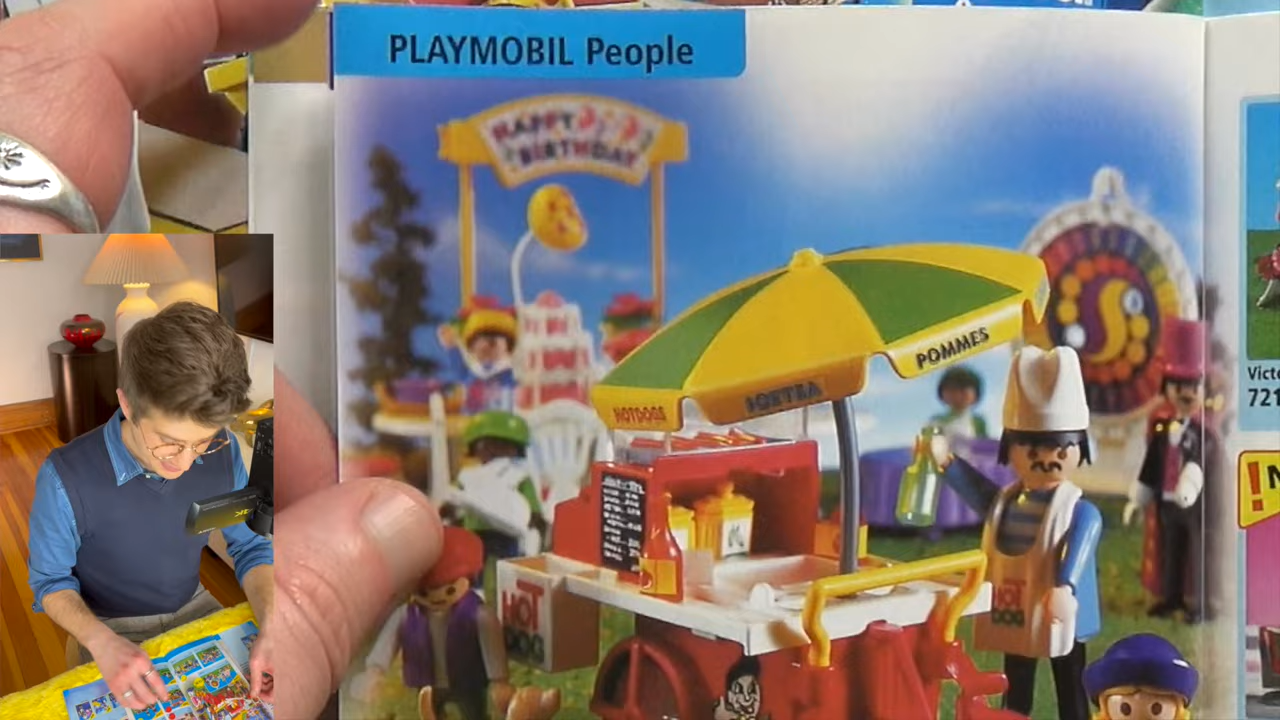 PLAYMOBIL People
HAPPY
BIRTHDAY
POMMES
HOTDOGS
HOT
DOG
HOT
DOG
Victo
721